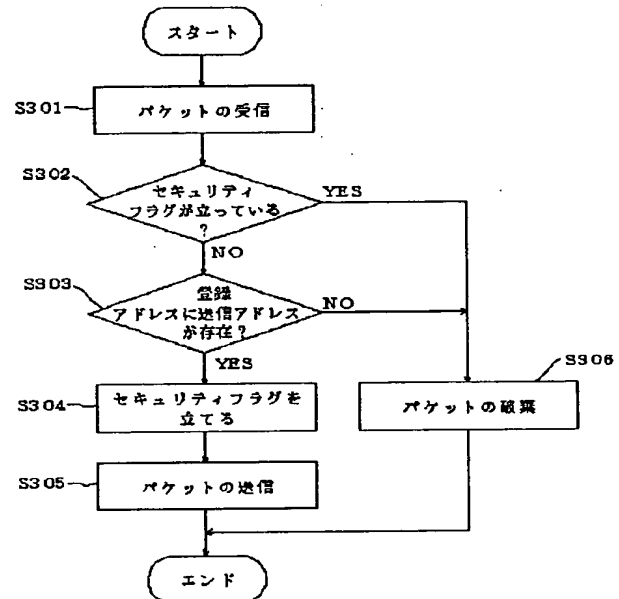 スタート
S301
パケットの受信
S302
セキュリティ
フラグが立っている
?
YES
NO
S303
登録
アドレスに送信アドレス
が存在?
NO
YES
S304
セキュリティフラグを
立てる
S306
パケットの破棄
S305
パケットの送信
エンド